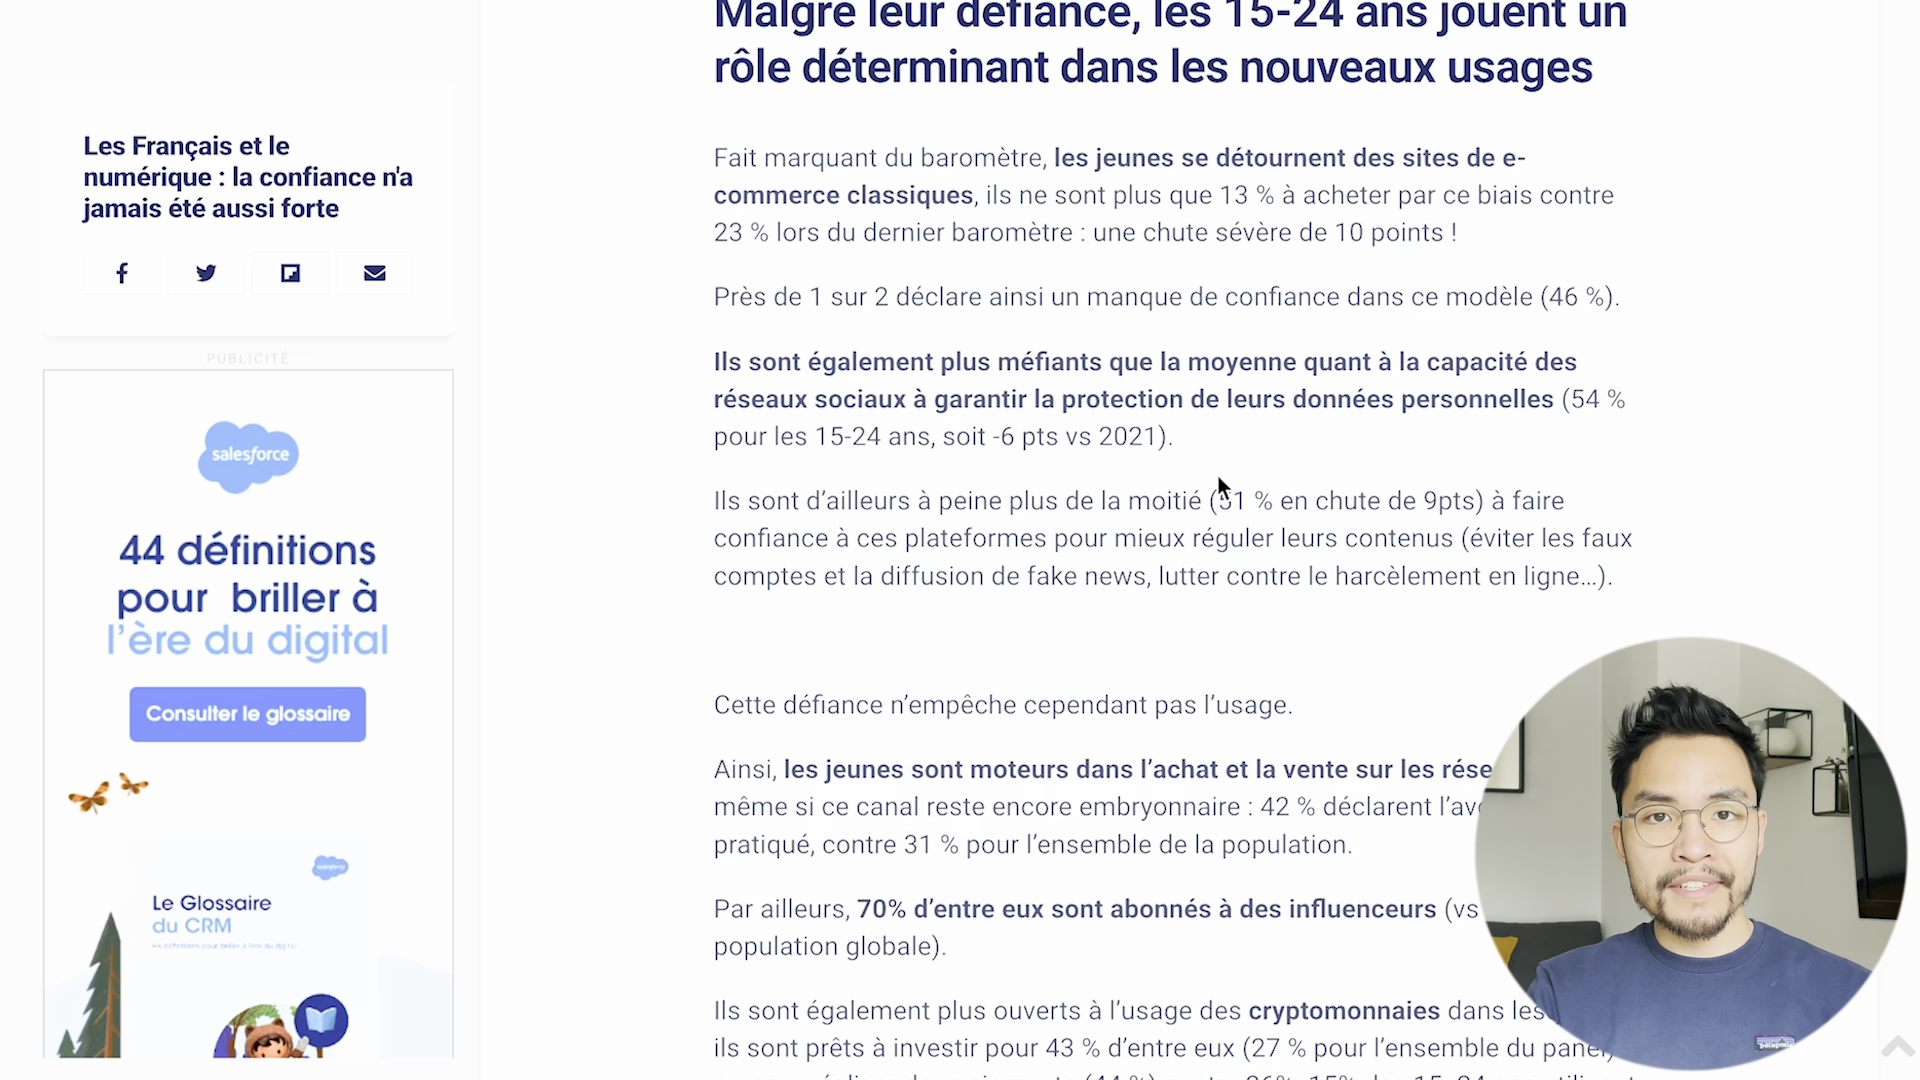 Malgré leur défiance, les 15-24 ans jouent un
rôle déterminant dans les nouveaux usages
Les Français et le
numérique : la confiance n'a
jamais été aussi forte
PUBLICITÉ
salesforce
44 définitions
pour briller à
l'ère du digital
Consulter le glossaire
salesforce
Le Glossaire
du CRM
44 définitions pour briller à l'ère du digital
Fait marquant du baromètre, les jeunes se détournent des sites de e-
commerce classiques, ils ne sont plus que 13 % à acheter par ce biais contre
23 % lors du dernier baromètre : une chute sévère de 10 points !
Près de 1 sur 2 déclare ainsi un manque de confiance dans ce modèle (46 %).
Ils sont également plus méfiants que la moyenne quant à la capacité des
réseaux sociaux à garantir la protection de leurs données personnelles (54 %
pour les 15-24 ans, soit -6 pts vs 2021).
Ils sont d’ailleurs à peine plus de la moitié (51 % en chute de 9pts) à faire
confiance à ces plateformes pour mieux réguler leurs contenus (éviter les faux
comptes et la diffusion de fake news, lutter contre le harcèlement en ligne…).
Cette défiance n’empêche cependant pas l’usage.
Ainsi, les jeunes sont moteurs dans l’achat et la vente sur les rése
même si ce canal reste encore embryonnaire : 42 % déclarent l’avo
pratiqué, contre 31 % pour l’ensemble de la population.
Par ailleurs, 70% d’entre eux sont abonnés à des influenceurs (vs
population globale).
Ils sont également plus ouverts à l’usage des cryptomonnaies dans les
ils sont prêts à investir pour 43 % d’entre eux (27 % pour l’ensemble du panel)
patagonia